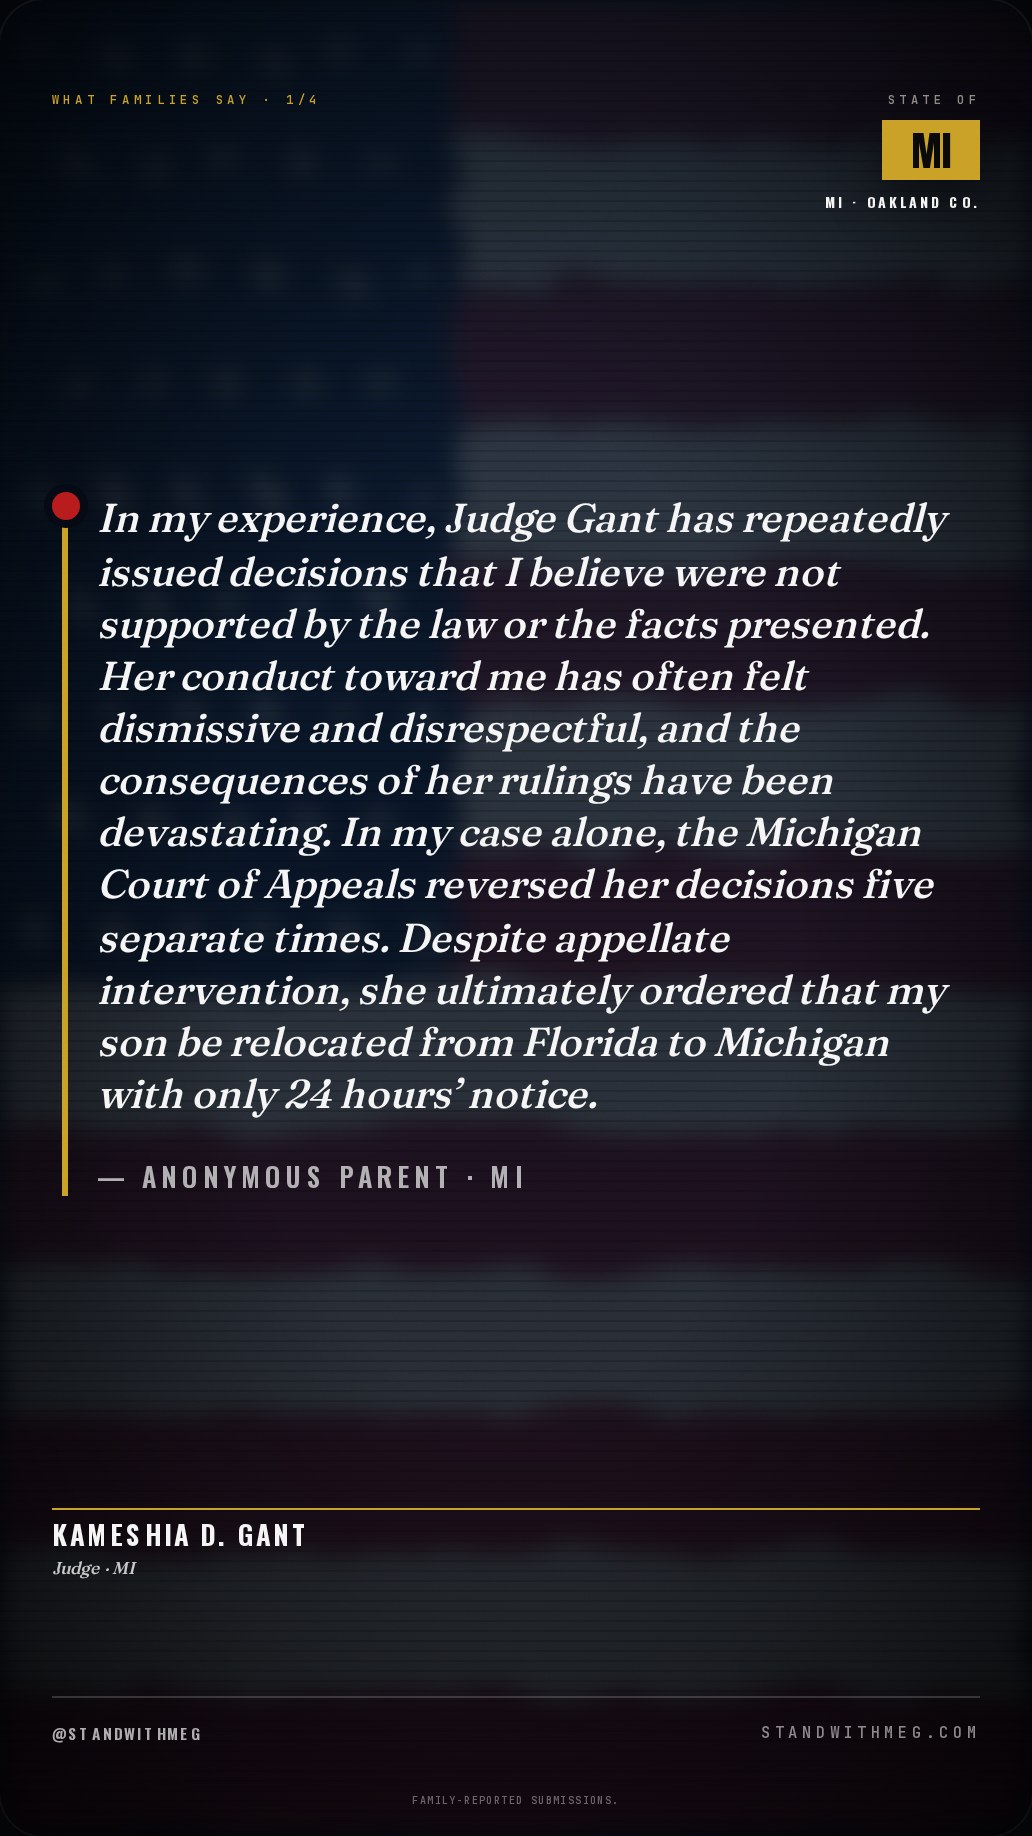 WHAT FAMILIES SAY · 1/4
STATE OF
MI
MI · OAKLAND CO.
In my experience, Judge Gant has repeatedly
issued decisions that I believe were not
supported by the law or the facts presented.
Her conduct toward me has often felt
dismissive and disrespectful, and the
consequences of her rulings have been
devastating. In my case alone, the Michigan
Court of Appeals reversed her decisions five
separate times. Despite appellate
intervention, she ultimately ordered that my
son be relocated from Florida to Michigan
with only 24 hours’ notice.
— ANONYMOUS PARENT · MI
KAMESHIA D. GANT
Judge · MI
@STANDWITHMEG
STANDWITHMEG.COM
FAMILY-REPORTED SUBMISSIONS.